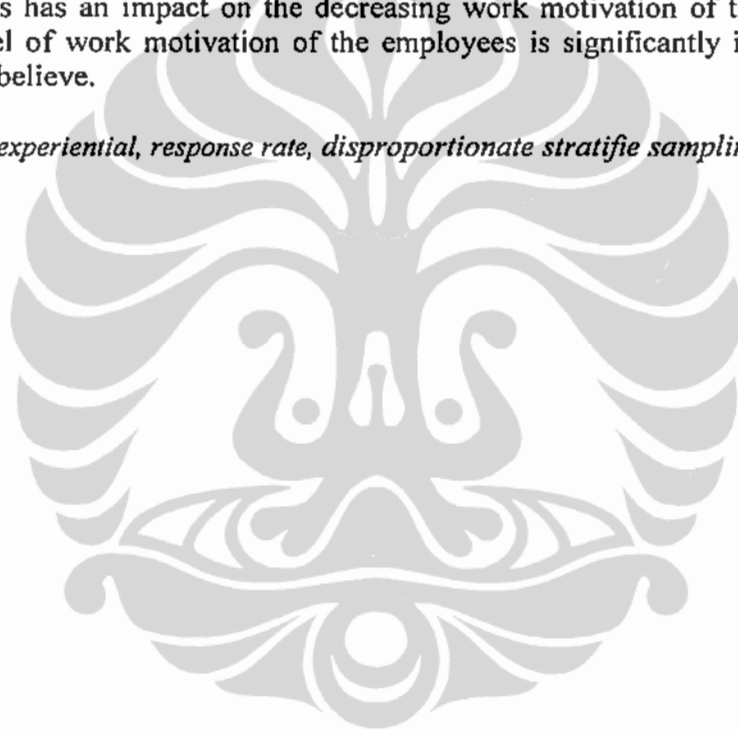 s has an impact on the decreasing work motivation of t
el of work motivation of the employees is significantly i
believe.
experiential, response rate, disproportionate stratifie samplin